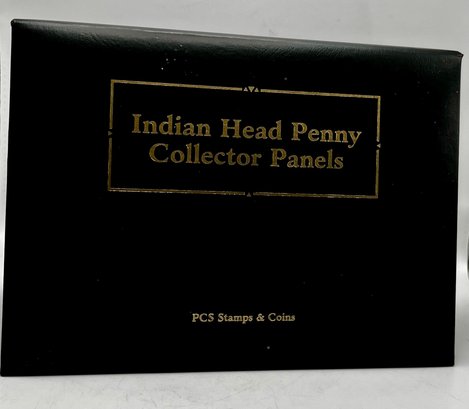 Indian Head Penny
Collector Panels
PCS Stamps & Coins